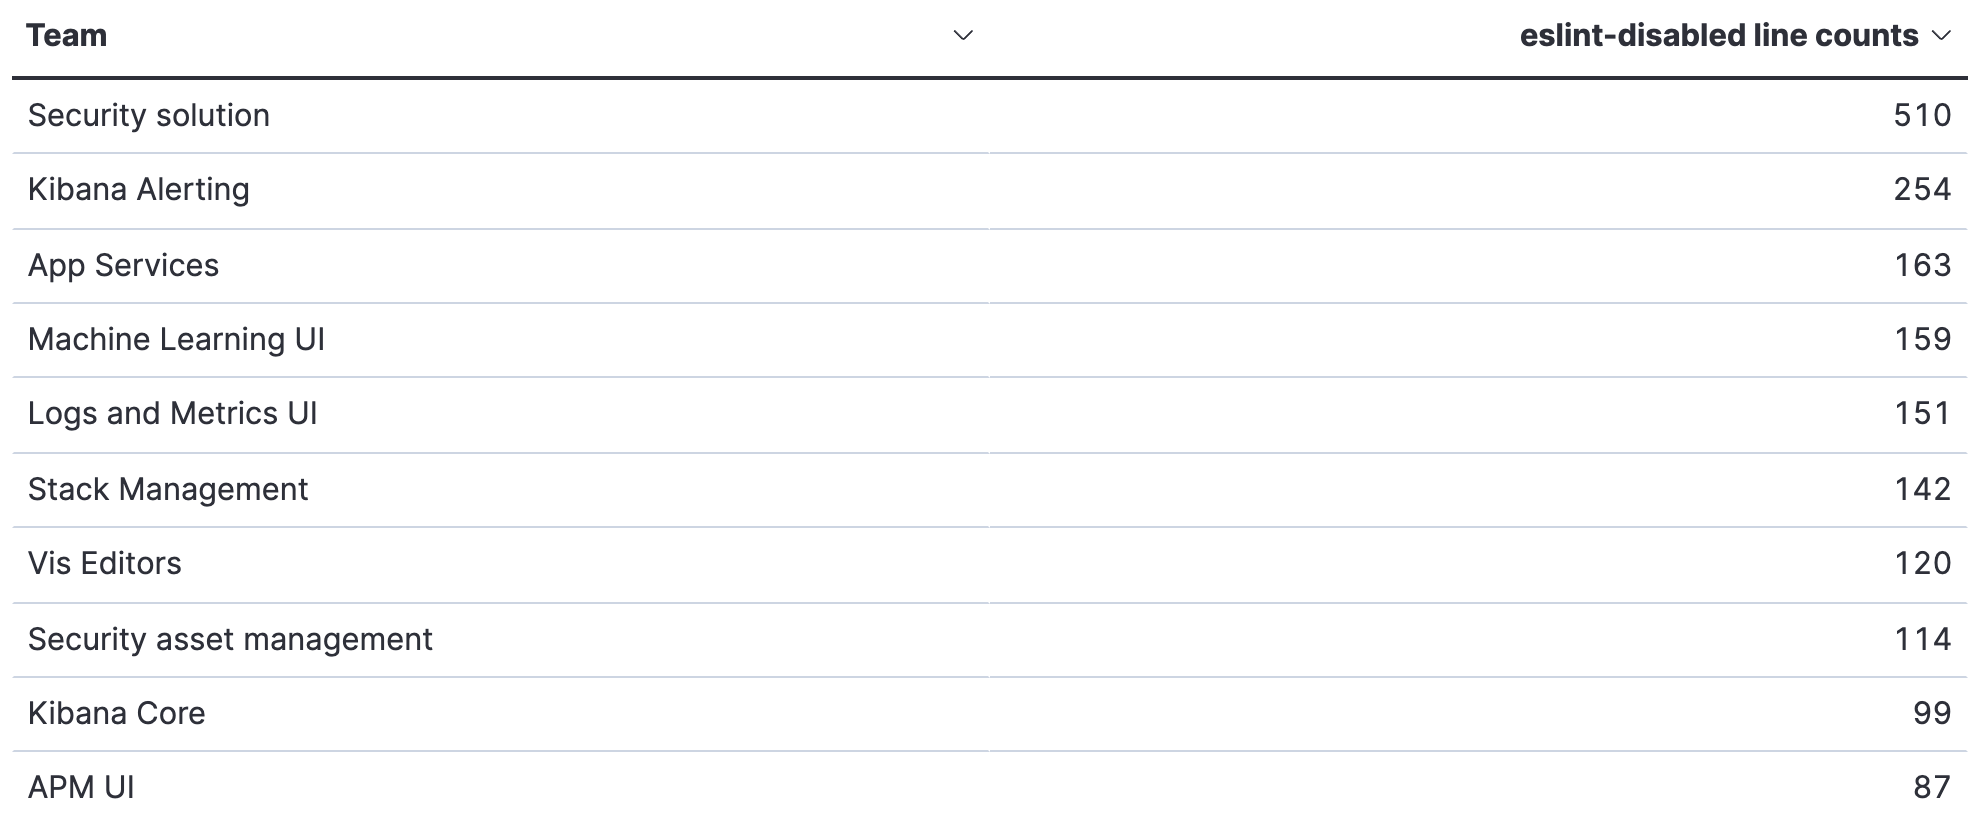 Team eslint-disabled line counts
Security solution 510
Kibana Alerting 254
App Services 163
Machine Learning UI 159
Logs and Metrics UI 151
Stack Management 142
Vis Editors 120
Security asset management 114
Kibana Core 99
APM UI 87